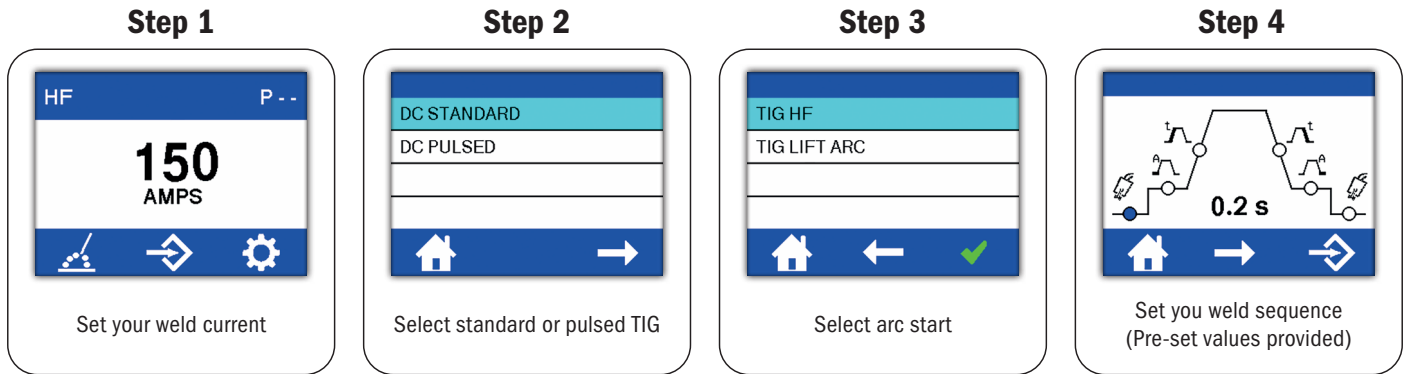 Step 1
Step 2
Step 3
Step 4
HF
P - -
150
AMPS
Set your weld current
DC STANDARD
DC PULSED
Select standard or pulsed TIG
TIG HF
TIG LIFT ARC
Select arc start
t
t
A
A
0.2 s
Set you weld sequence
(Pre-set values provided)